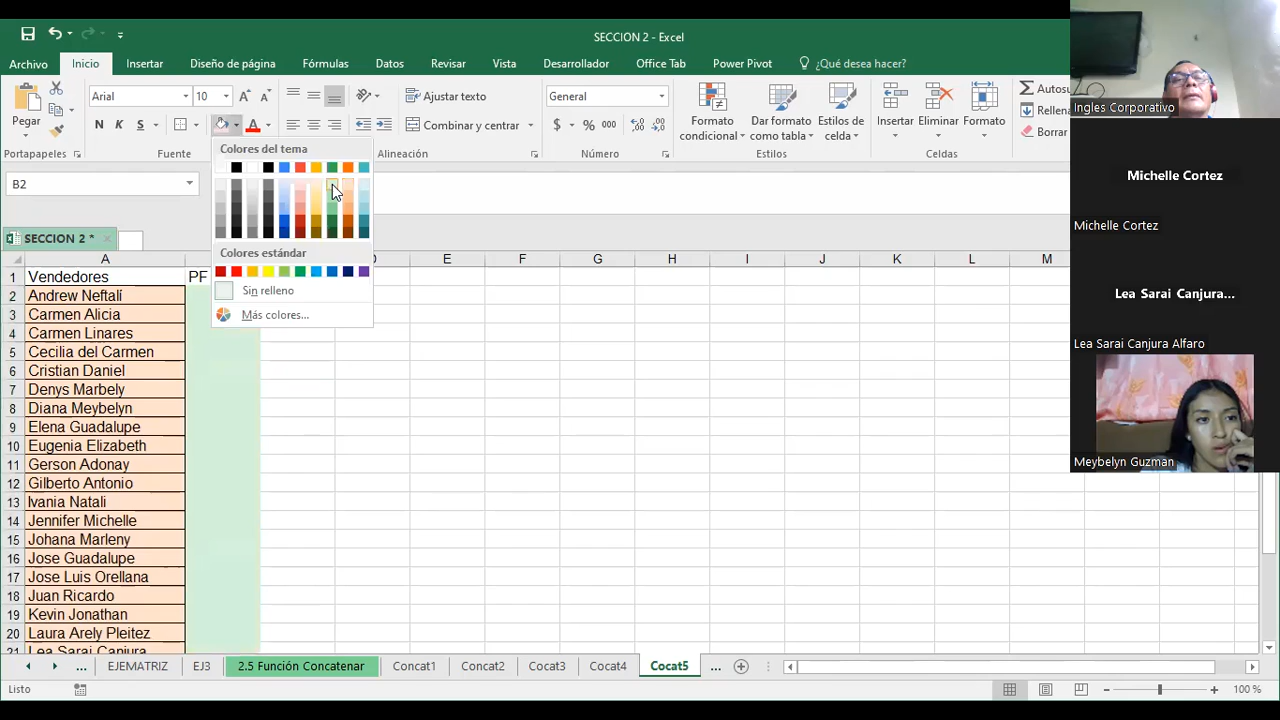 SECCION 2 - Excel
Archivo Inicio Insertar Diseño de página Fórmulas Datos Revisar Vista Desarrollador Office Tab Power Pivot ¿Qué desea hacer?
Pegar
Arial 10
N K S
Ajustar texto
Combinar y centrar
General
$ % 000
Formato condicional
Dar formato como tabla
Estilos de celda
Insertar Eliminar Formato
Autosu
Rellena
Borrar
Portapapeles Fuente Alineación Número Estilos Celdas
Colores del tema
Colores estándar
Sin relleno
Más colores...
B2
SECCION 2 *
A D E F G H I J K L M
1 Vendedores PF
2 Andrew Neftalí
3 Carmen Alicia
4 Carmen Linares
5 Cecilia del Carmen
6 Cristian Daniel
7 Denys Marbely
8 Diana Meybelyn
9 Elena Guadalupe
10 Eugenia Elizabeth
11 Gerson Adonay
12 Gilberto Antonio
13 Ivania Natali
14 Jennifer Michelle
15 Johana Marleny
16 Jose Guadalupe
17 Jose Luis Orellana
18 Juan Ricardo
19 Kevin Jonathan
20 Laura Arely Pleitez
21 Lea Sarai Canjura
... EJEMATRIZ EJ3 2.5 Función Concatenar Concat1 Concat2 Cocat3 Cocat4 Cocat5 ...
Listo 100 %
Ingles Corporativo
Michelle Cortez
Michelle Cortez
Lea Sarai Canjura...
Lea Sarai Canjura Alfaro
Meybelyn Guzman